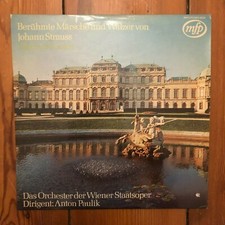 Berühmte Märsche und Walzer von
Johann Strauss
mfp
Das Orchester der Wiener Staatsoper
Dirigent: Anton Paulik